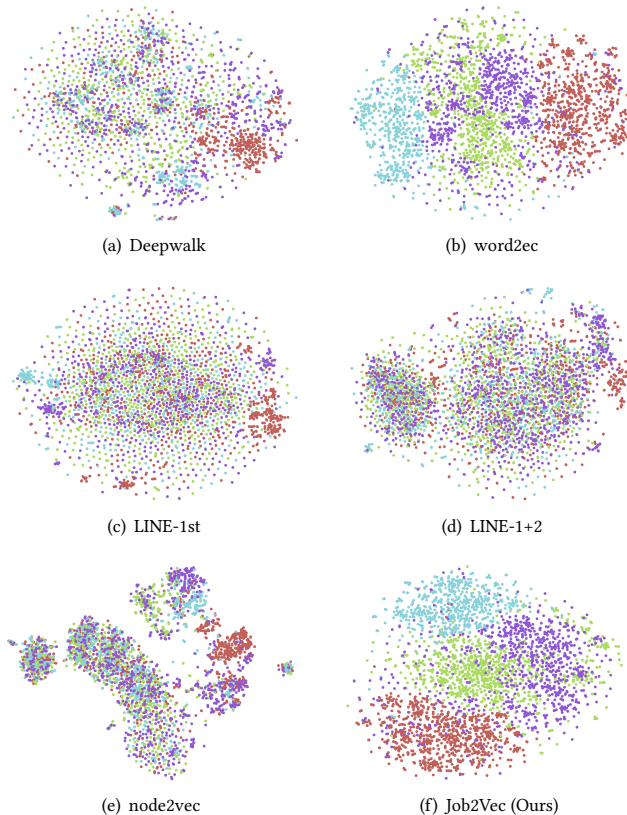 (a) Deepwalk
(b) word2ec
(c) LINE-1st
(d) LINE-1+2
(e) node2vec
(f) Job2Vec (Ours)